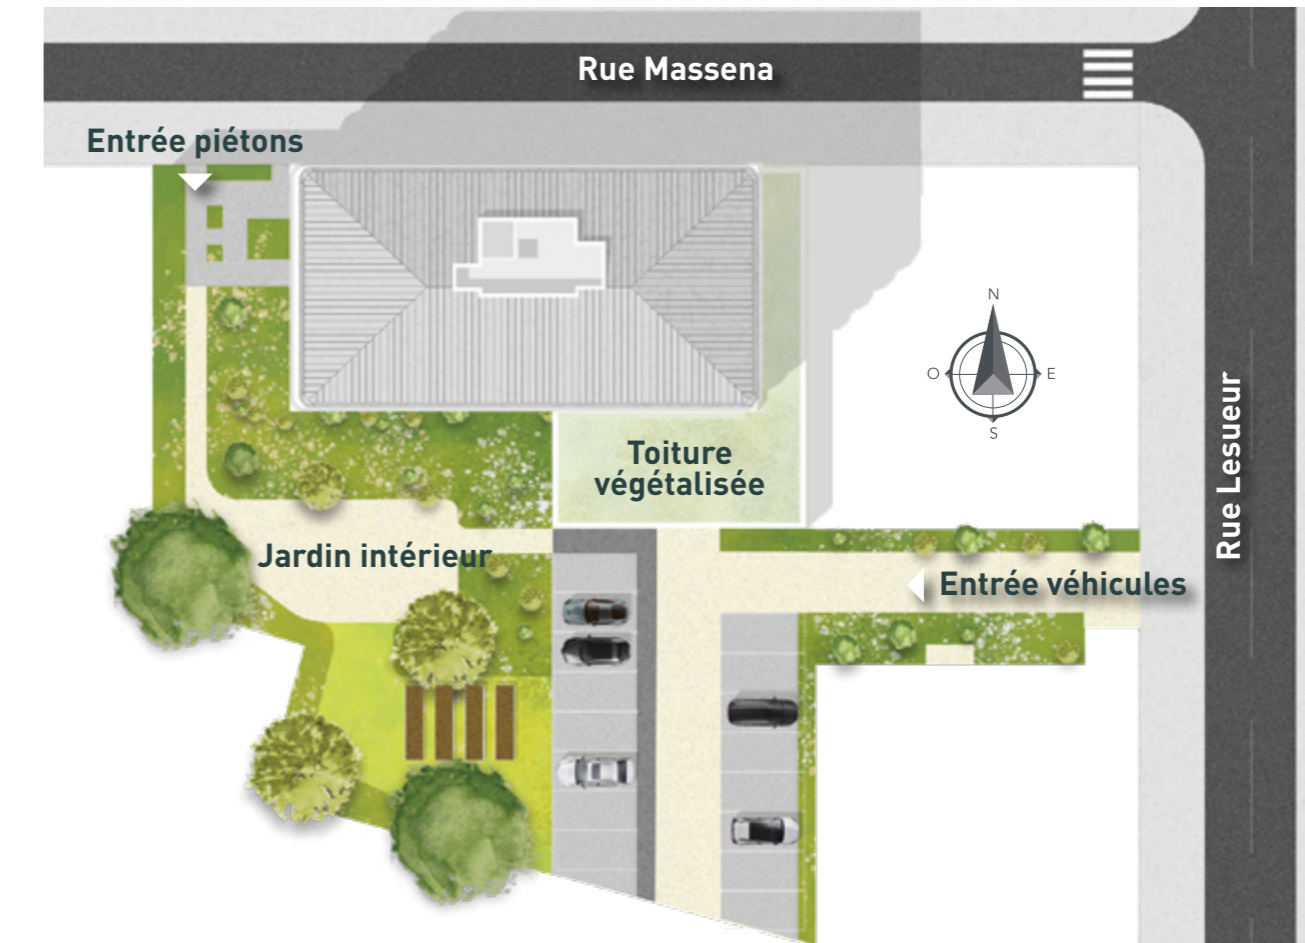 Rue Massena
Entrée piétons
N
O
E
S
Rue Lesueur
Toiture
végétalisée
Jardin intérieur
Entrée véhicules